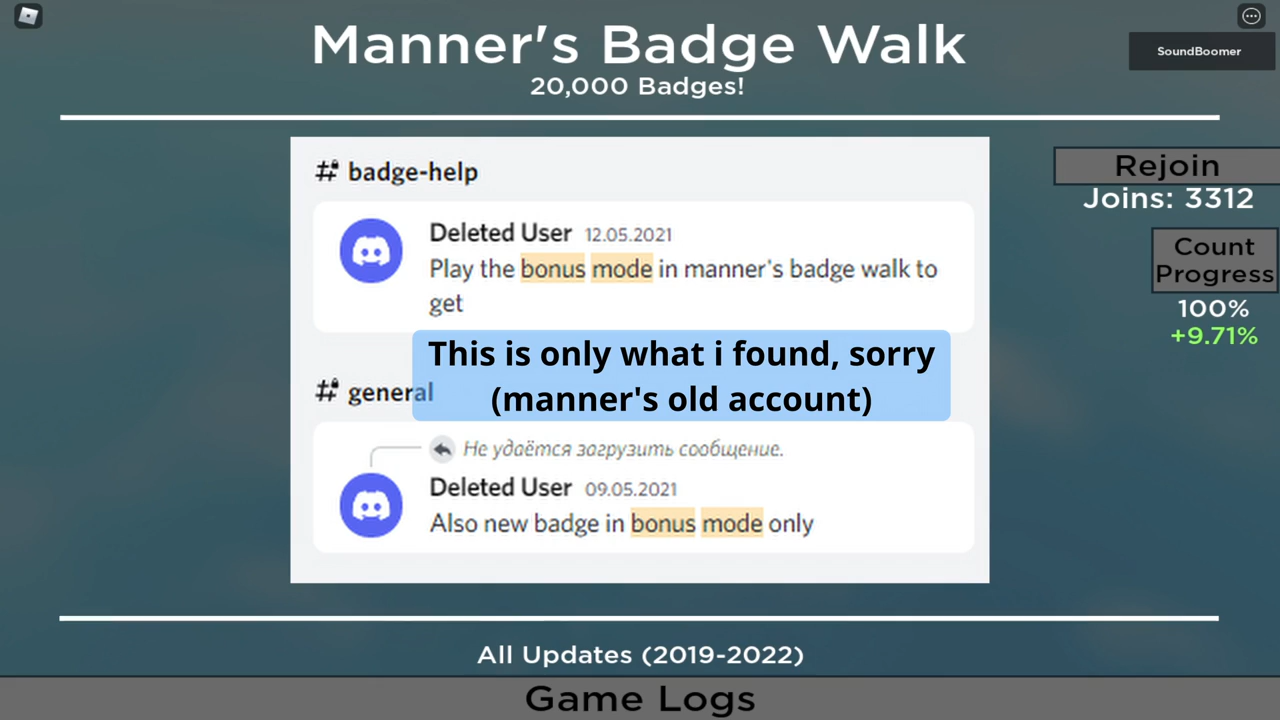 Manner's Badge Walk
20,000 Badges!
SoundBoomer
Rejoin
Joins: 3312
Count
Progress
100%
+9.71%
# badge-help
Deleted User 12.05.2021
Play the bonus mode in manner's badge walk to
get
This is only what i found, sorry
(manner's old account)
# general
Не удаётся загрузить сообщение.
Deleted User 09.05.2021
Also new badge in bonus mode only
All Updates (2019-2022)
Game Logs